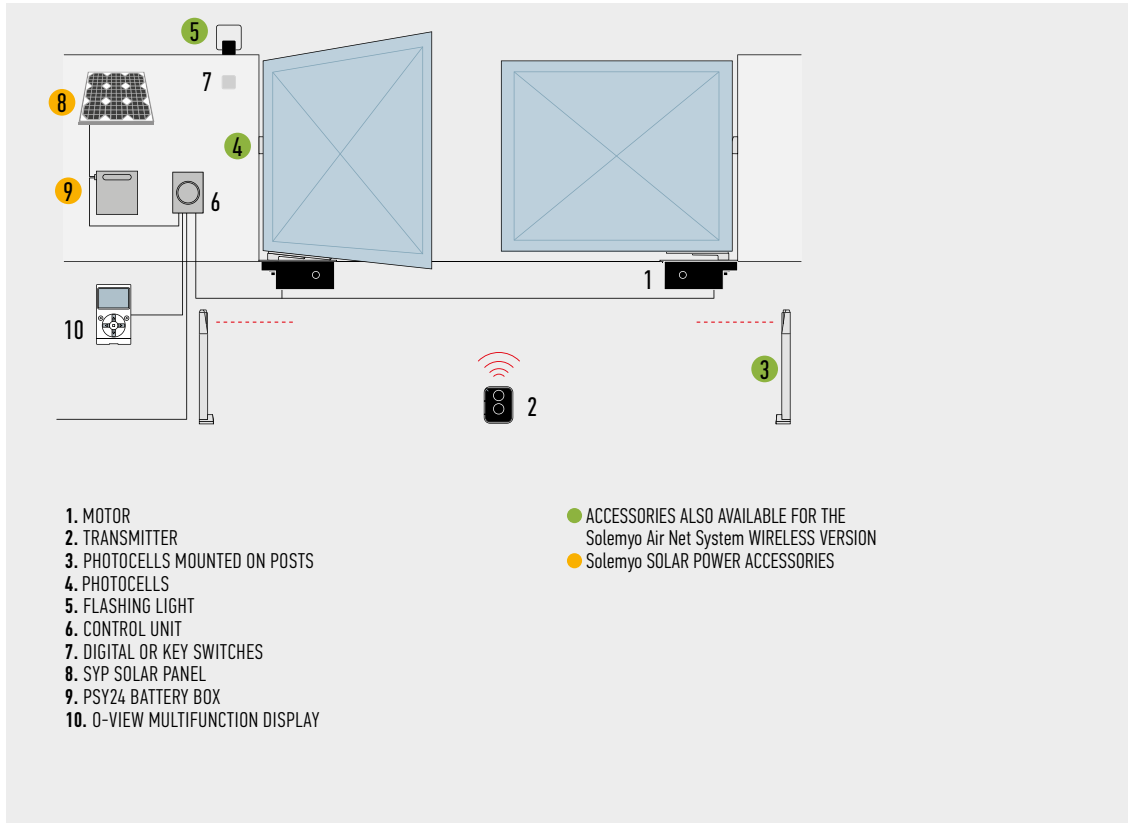 5
7
8
4
9
6
1
10
3
2
1. MOTOR
2. TRANSMITTER
3. PHOTOCELLS MOUNTED ON POSTS
4. PHOTOCELLS
5. FLASHING LIGHT
6. CONTROL UNIT
7. DIGITAL OR KEY SWITCHES
8. SYP SOLAR PANEL
9. PSY24 BATTERY BOX
10. O-VIEW MULTIFUNCTION DISPLAY
ACCESSORIES ALSO AVAILABLE FOR THE
Solemyo Air Net System WIRELESS VERSION
Solemyo SOLAR POWER ACCESSORIES